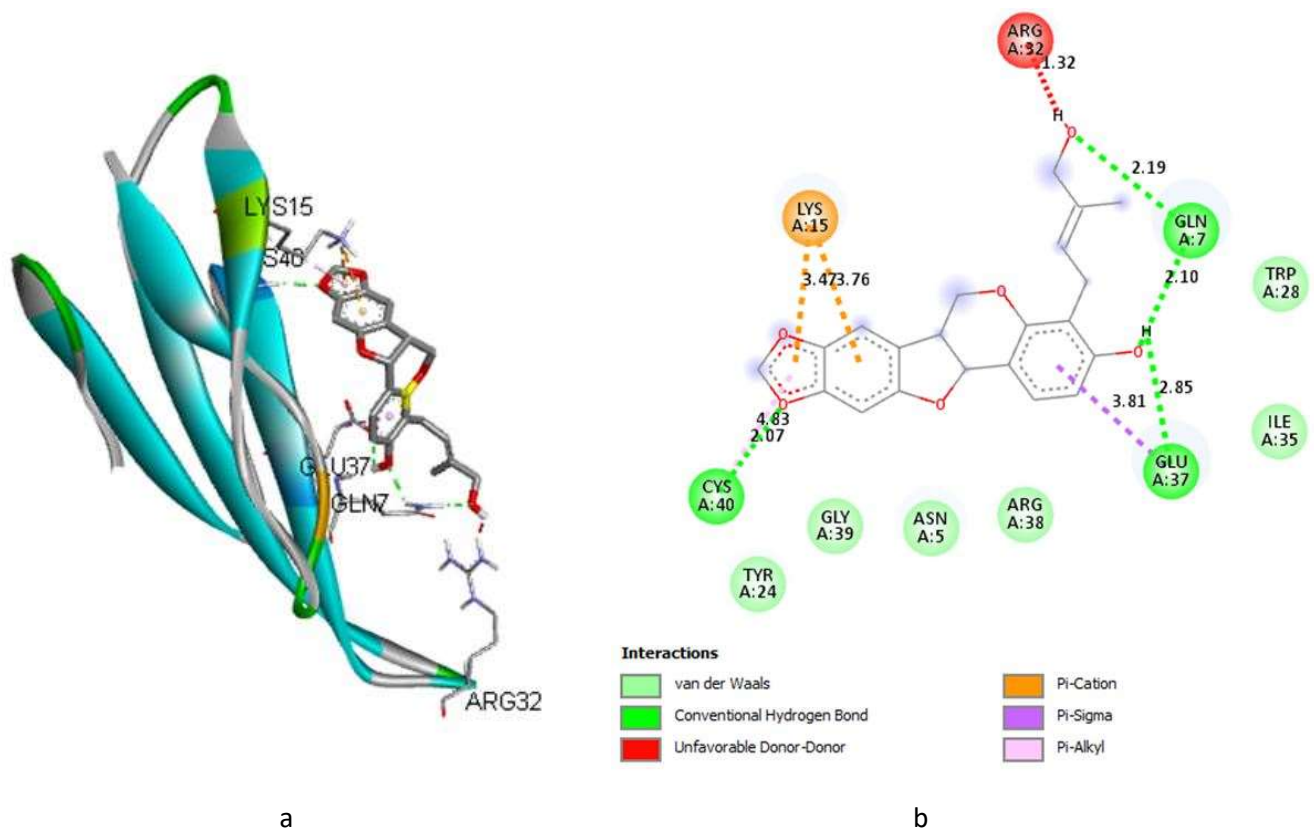 LYS15
S40
GLU37
GLN7
ARG32
a
ARG
A:32
1.32
H
O
2.19
LYS
A:15
GLN
A:7
3.47
3.76
2.10
TRP
A:28
O
O
H
O
O
O
2.85
3.81
4.83
2.07
ILE
A:35
GLU
A:37
CYS
A:40
GLY
A:39
ASN
A:5
ARG
A:38
TYR
A:24
Interactions
van der Waals
Conventional Hydrogen Bond
Unfavorable Donor-Donor
Pi-Cation
Pi-Sigma
Pi-Alkyl
b